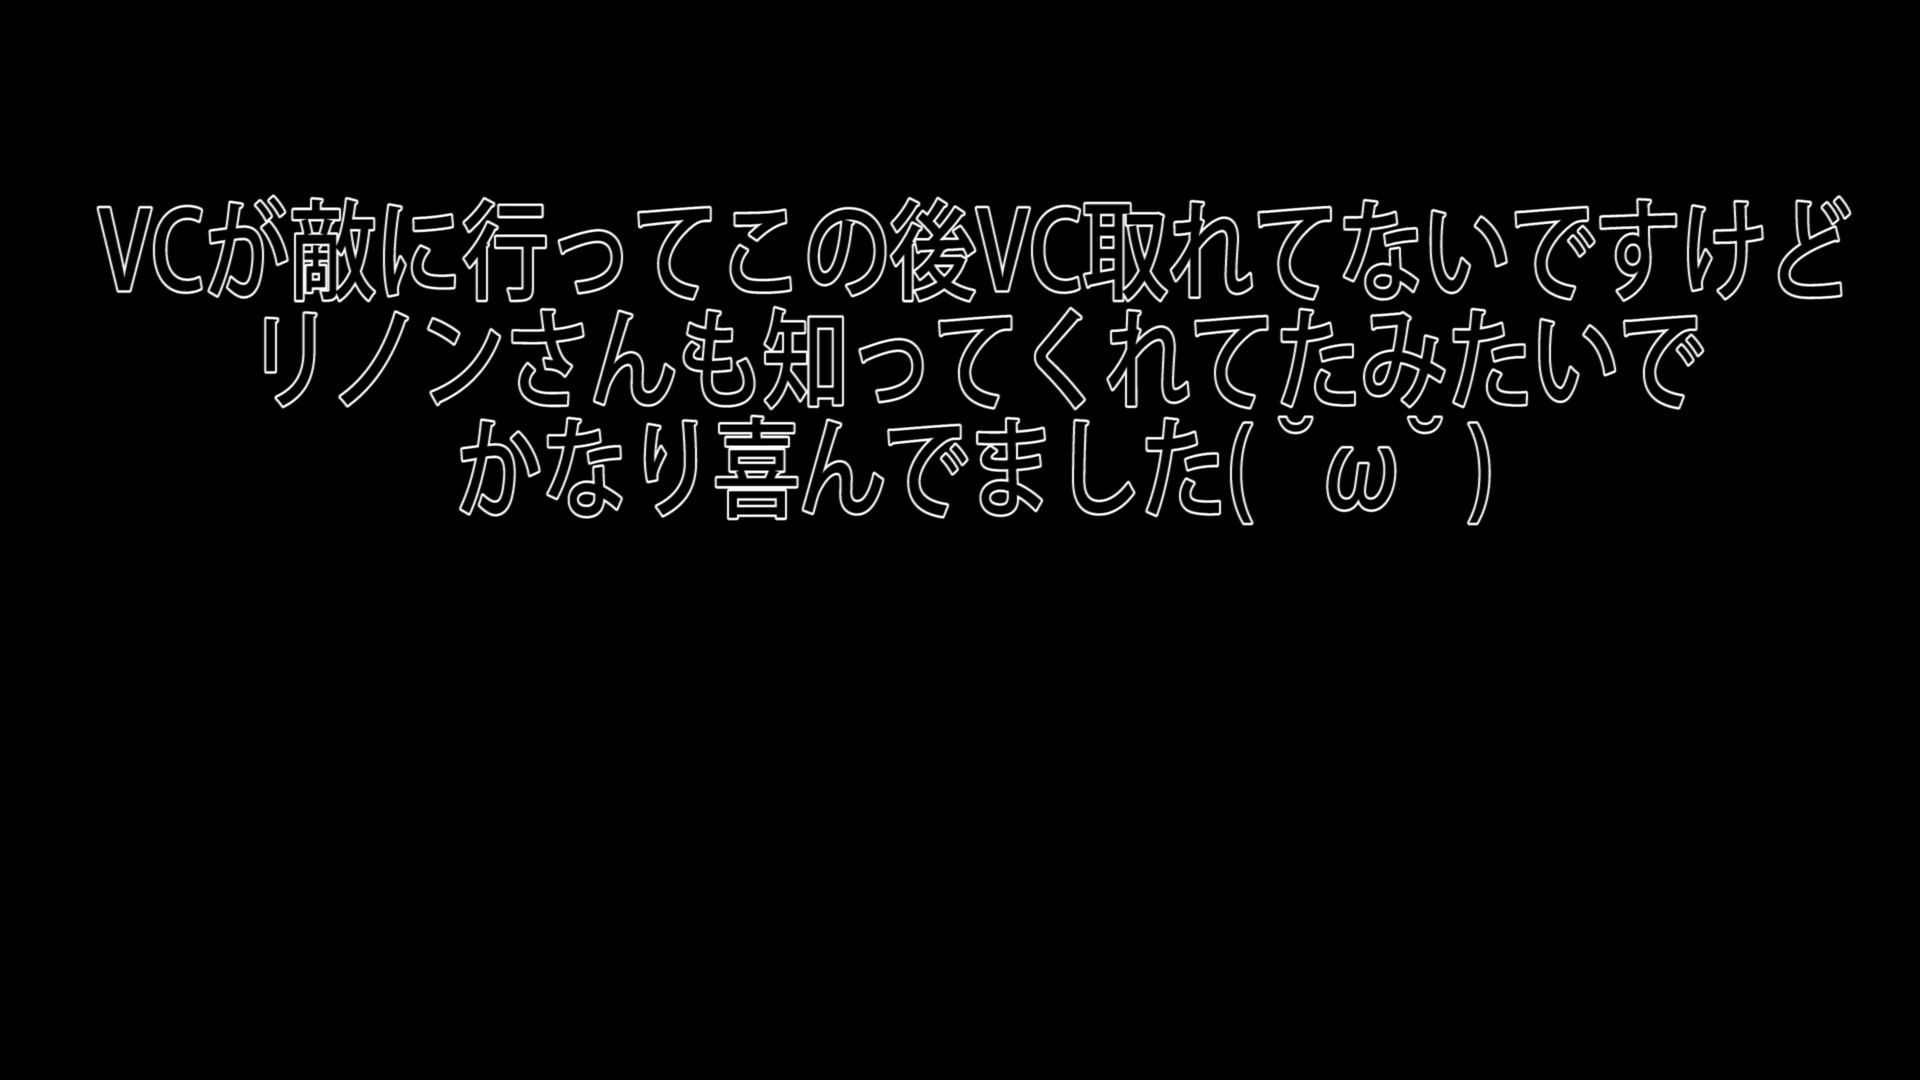 VCが敵に行ってこの後VC取れてないですけど
リノンさんも知ってくれてたみたいで
かなり喜んでました( ˘ω˘ )